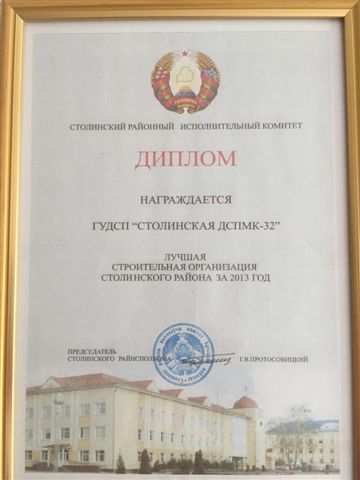 СТОЛИНСКИЙ РАЙОННЫЙ ИСПОЛНИТЕЛЬНЫЙ КОМИТЕТ
ДИПЛОМ
НАГРАЖДАЕТСЯ
ГУДСП “СТОЛИНСКАЯ ДСПМК-32”
ЛУЧШАЯ
СТРОИТЕЛЬНАЯ ОРГАНИЗАЦИЯ
СТОЛИНСКОГО РАЙОНА ЗА 2013 ГОД
ПРЕДСЕДАТЕЛЬ
СТОЛИНСКОГО РАЙИСПОЛКОМА Г.В.ПРОТОСОВИЦКИЙ